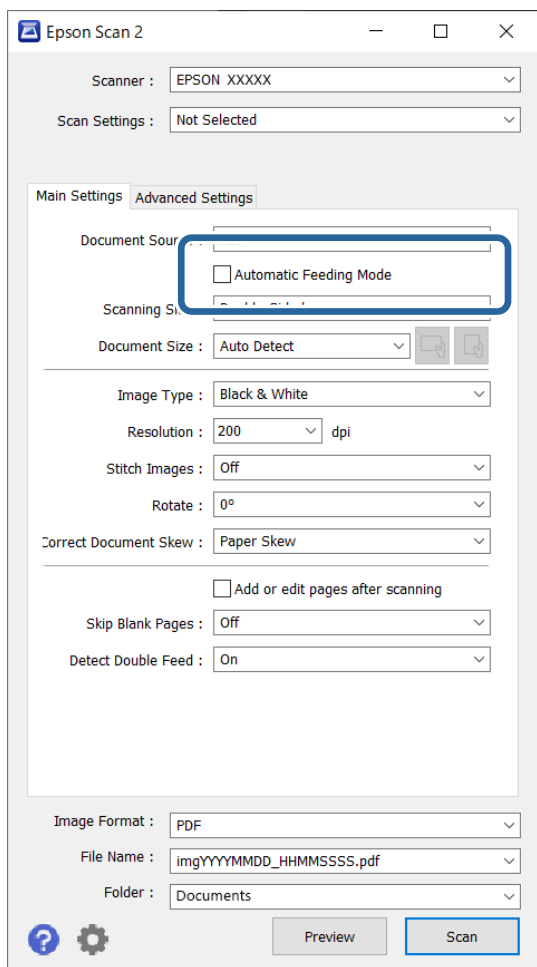 Epson Scan 2
Scanner : EPSON XXXXX
Scan Settings : Not Selected
Main Settings Advanced Settings
Document
Automatic Feeding Mode
Scanning
Document Size : Auto Detect
Image Type : Black & White
Resolution : 200 dpi
Stitch Images : Off
Rotate : 0°
Correct Document Skew : Paper Skew
Add or edit pages after scanning
Skip Blank Pages : Off
Detect Double Feed : On
Image Format : PDF
File Name : imgYYYYMMDD_HHMMSSSS.pdf
Folder : Documents
? Preview Scan